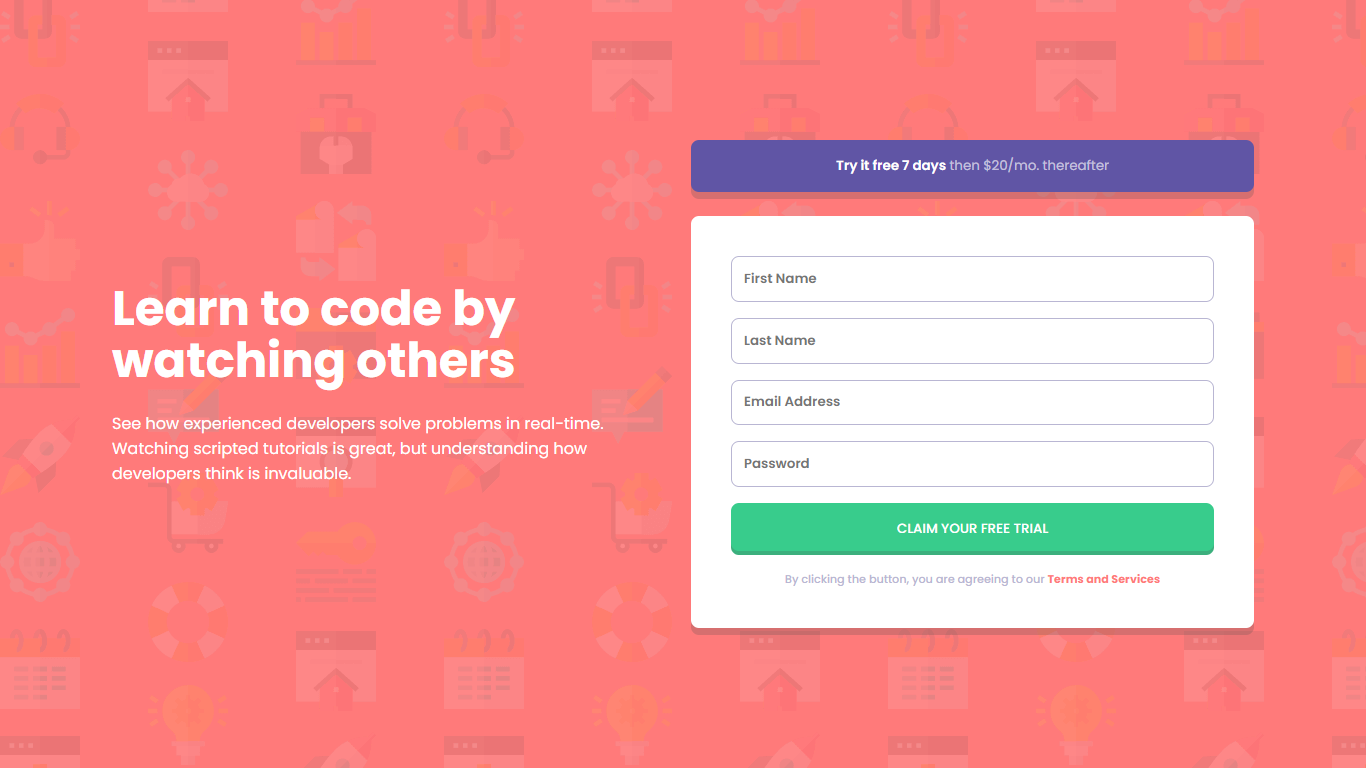 Learn to code by
watching others
See how experienced developers solve problems in real-time.
Watching scripted tutorials is great, but understanding how
developers think is invaluable.
Try it free 7 days then $20/mo. thereafter
First Name
Last Name
Email Address
Password
CLAIM YOUR FREE TRIAL
By clicking the button, you are agreeing to our Terms and Services